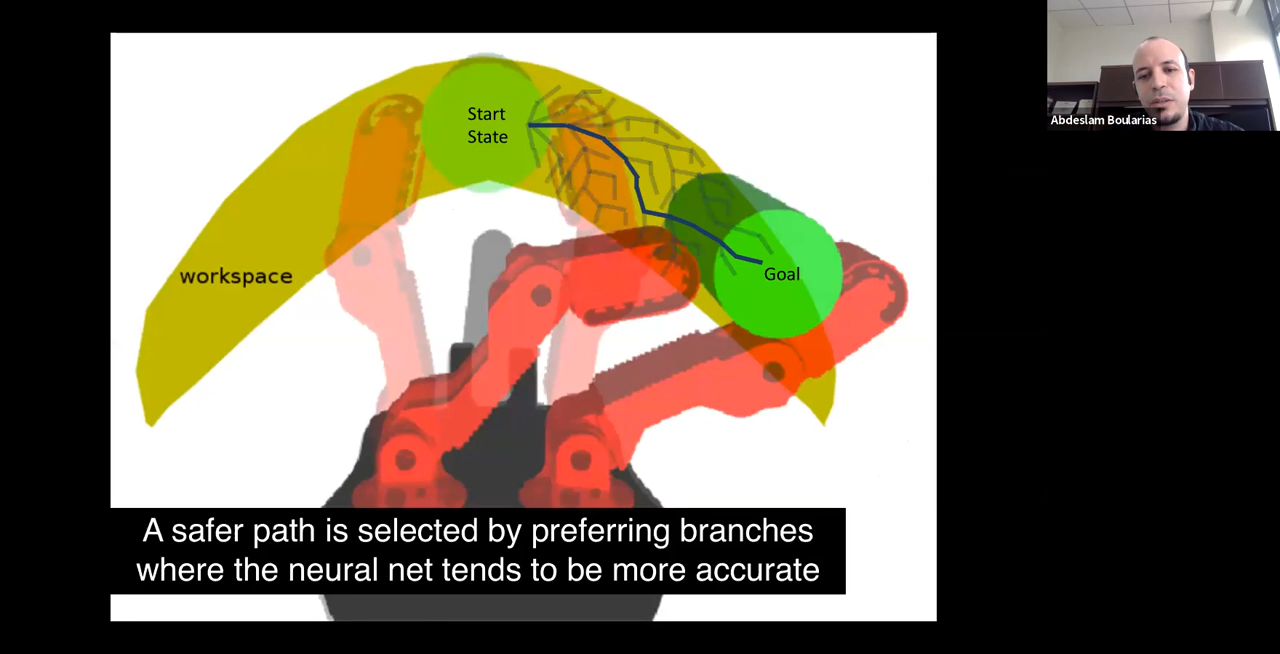 Start
State
workspace
Goal
A safer path is selected by preferring branches
where the neural net tends to be more accurate
Abdeslam Boularias